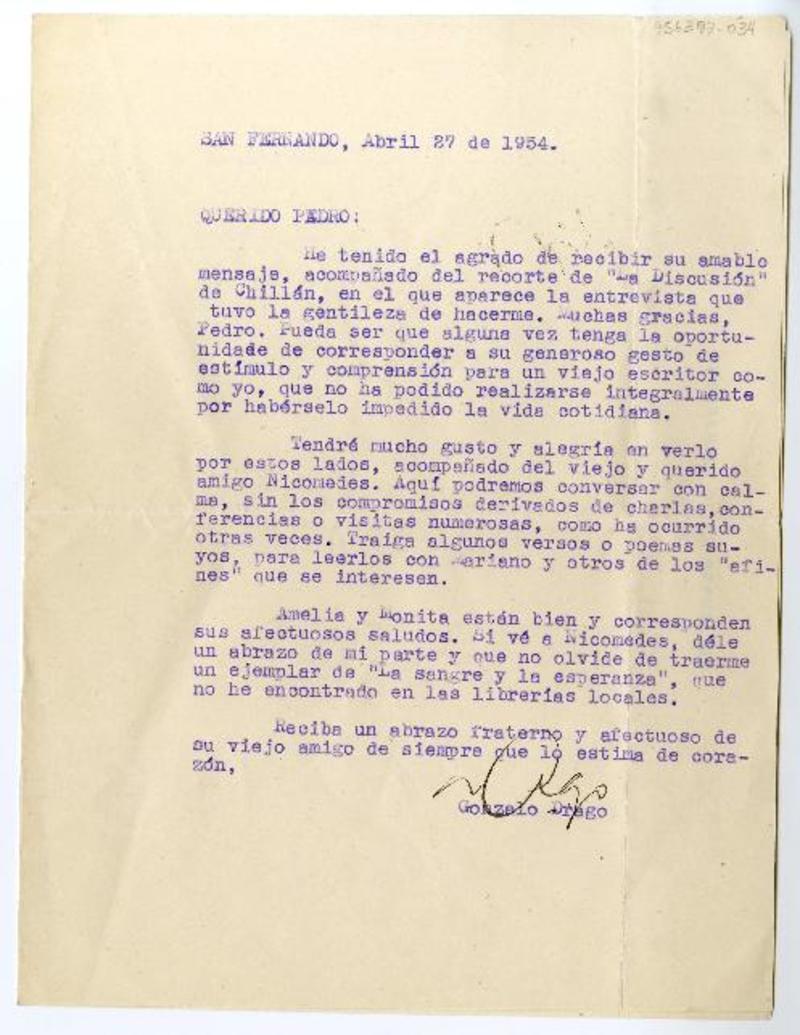 956377-034
SAN FERNANDO, Abril 27 de 1954.
QUERIDO PEDRO:
He tenido el agrado de recibir su amable
mensaje, acompañado del recorte de "La Discusión"
de Chillán, en el que aparece la entrevista que
tuvo la gentileza de hacerme. Muchas gracias,
Pedro. Pueda ser que alguna vez tenga la oportu-
nidade de corresponder a su generoso gesto de
estímulo y comprensión para un viejo escritor co-
mo yo, que no ha podido realizarse integralmente
por habérselo impedido la vida cotidiana.
Tendré mucho gusto y alegría en verlo
por estos lados, acompañado del viejo y querido
amigo Nicomedes. Aquí podremos conversar con cal-
ma, sin los compromisos derivados de charlas, con-
ferencias o visitas numerosas, como ha ocurrido
otras veces. Traiga algunos versos o poemas su-
yos, para leerlos con Mariano y otros de los "afi-
nes" que se interesen.
Amelia y Monita están bien y corresponden
sus afectuosos saludos. Si vé a Nicomedes, déle
un abrazo de mi parte y que no olvide de traerme
un ejemplar de "La sangre y la esperanza", que
no he encontrado en las librerías locales.
Reciba un abrazo fraterno y afectuoso de
su viejo amigo de siempre que lo estima de cora-
zón,
Gonzalo Drago